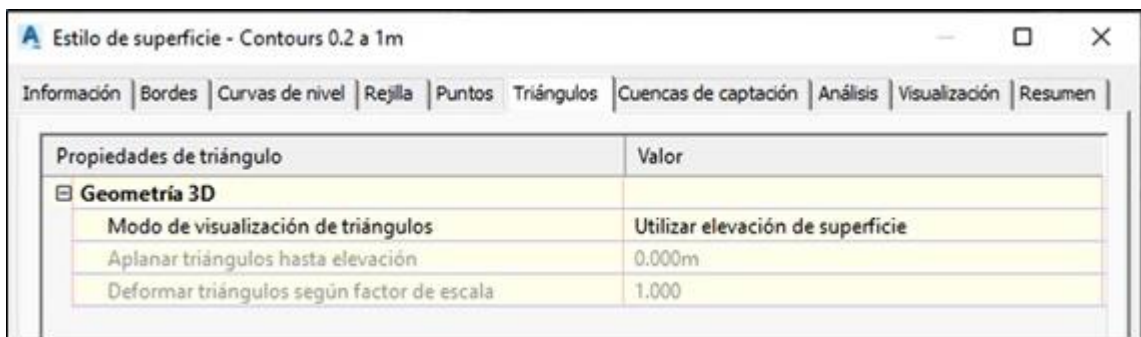 Estilo de superficie - Contours 0.2 a 1m
Información Bordes Curvas de nivel Rejilla Puntos Triángulos Cuencas de captación Análisis Visualización Resumen
Propiedades de triángulo Valor
Geometría 3D
Modo de visualización de triángulos Utilizar elevación de superficie
Aplanar triángulos hasta elevación 0.000m
Deformar triángulos según factor de escala 1.000